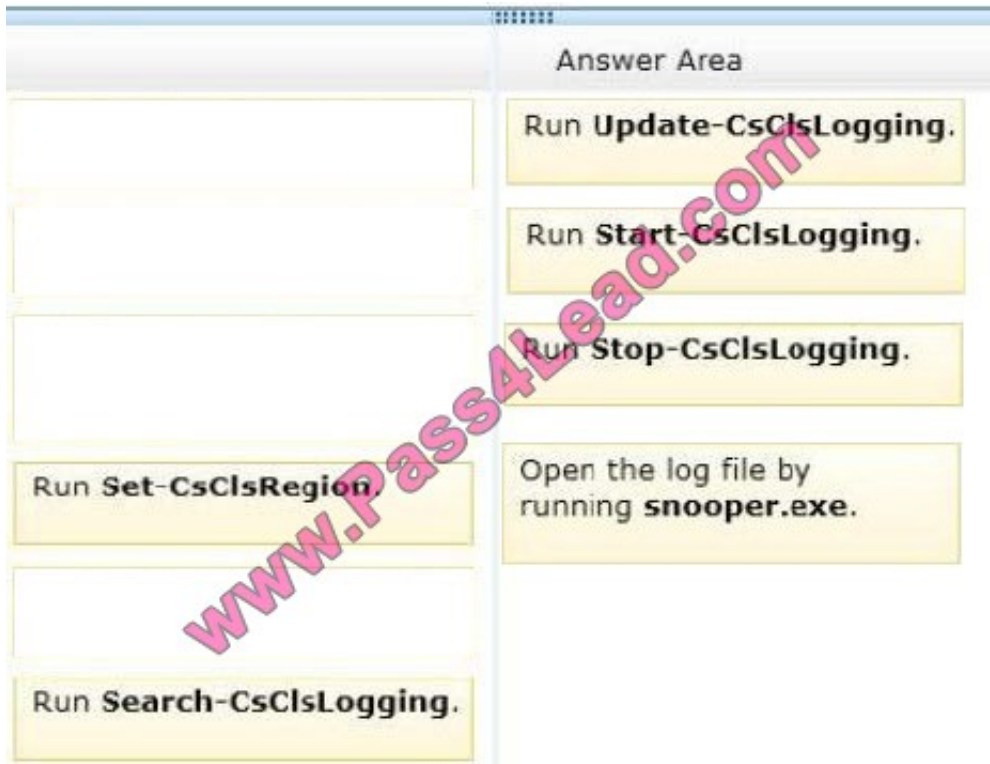 Answer Area
Run Update-CsClsLogging.
Run Start-CsClsLogging.
Run Stop-CsClsLogging.
Open the log file by
running snooper.exe.
Run Set-CsClsRegion.
Run Search-CsClsLogging.
www.Pass4Lead.com